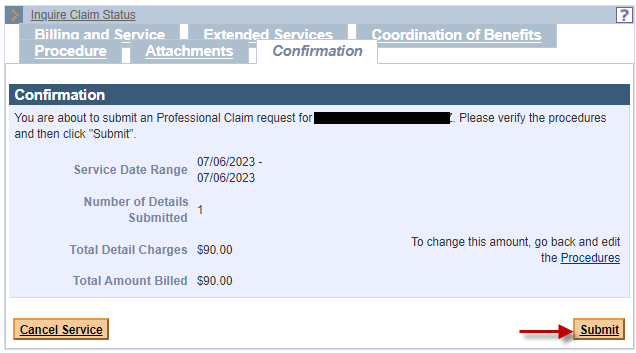 Inquire Claim Status
?
Billing and Service Extended Services Coordination of Benefits
Procedure Attachments Confirmation
Confirmation
You are about to submit an Professional Claim request for . Please verify the procedures
and then click "Submit".
Service Date Range 07/06/2023 -
07/06/2023
Number of Details
Submitted 1
Total Detail Charges $90.00
To change this amount, go back and edit
the Procedures
Total Amount Billed $90.00
Cancel Service Submit